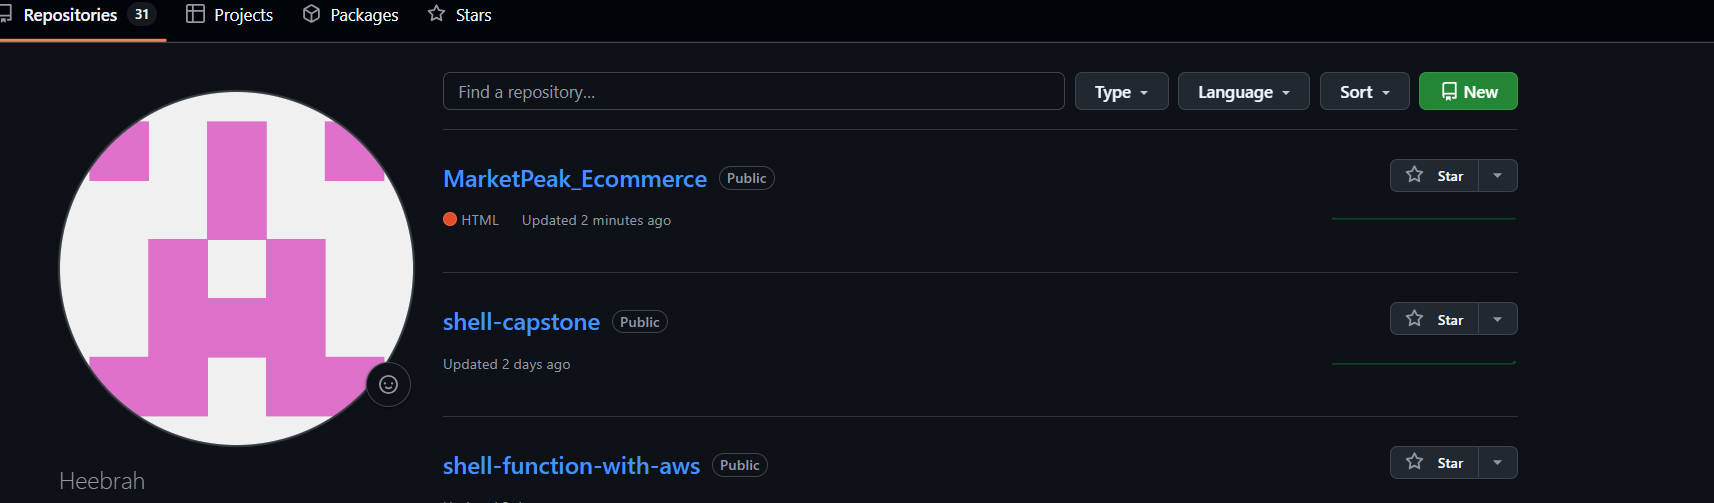 Repositories 31 Projects Packages Stars
Find a repository... Type Language Sort New
MarketPeak_Ecommerce Public Star
HTML Updated 2 minutes ago
shell-capstone Public Star
Updated 2 days ago
shell-function-with-aws Public Star
Heebrah